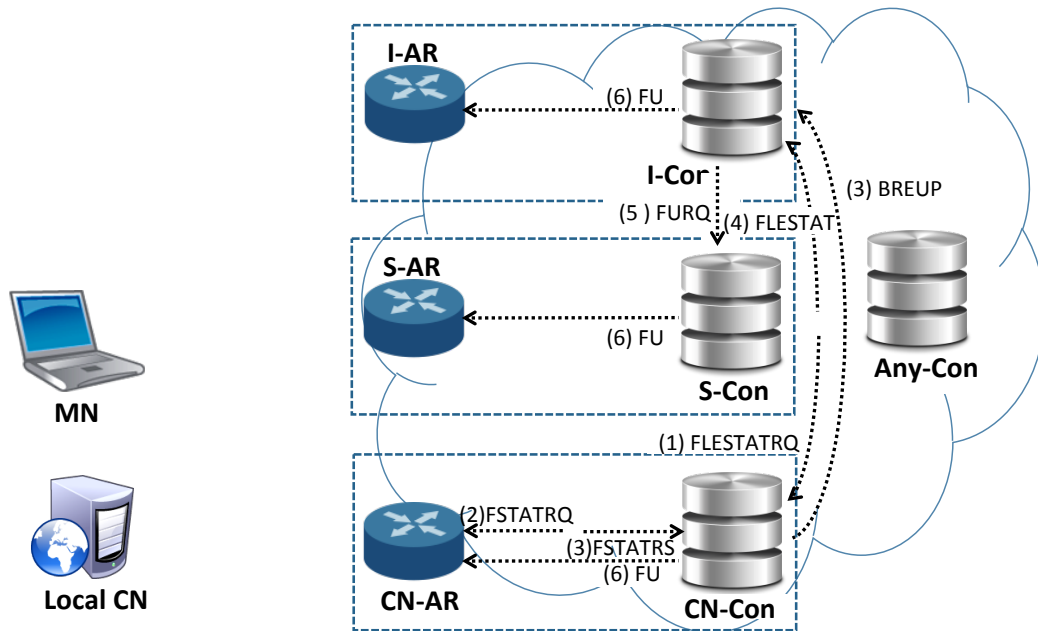 I-AR
(6) FU
I-Cor
(3) BREUP
(5 ) FURQ
(4) FLESTAT
S-AR
(6) FU
Any-Con
S-Con
MN
(1) FLESTATRQ
(2)FSTATRQ
(3)FSTATRS
(6) FU
Local CN
CN-AR
CN-Con